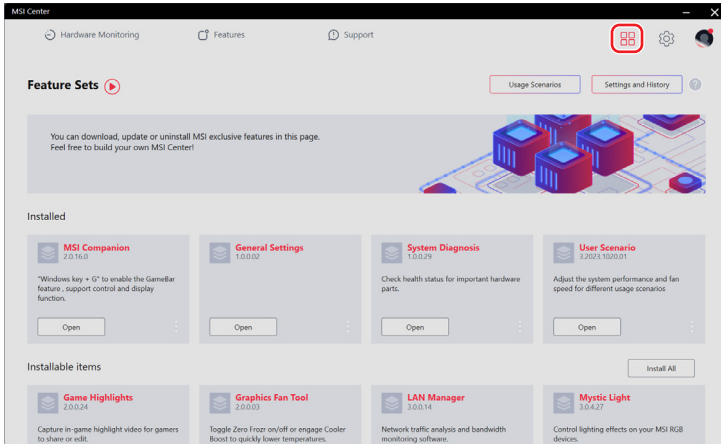 MSI Center
Hardware Monitoring
Features
Support
Feature Sets
Usage Scenarios
Settings and History
?
You can download, update or uninstall MSI exclusive features in this page.
Feel free to build your own MSI Center!
Installed
MSI Companion
2.0.16.0
"Windows key + G" to enable the GameBar
feature , support control and display
function.
Open
General Settings
1.0.0.02
Open
System Diagnosis
1.0.0.29
Check health status for important hardware
parts.
Open
User Scenario
3.2023.1020.01
Adjust the system performance and fan
speed for different usage scenarios
Open
Installable items
Install All
Game Highlights
2.0.0.24
Capture in-game highlight video for gamers
to share or edit.
Graphics Fan Tool
2.0.0.03
Toggle Zero Frozr on/off or engage Cooler
Boost to quickly lower temperatures.
LAN Manager
3.0.0.14
Network traffic analysis and bandwidth
monitoring software.
Mystic Light
3.0.4.27
Control lighting effects on your MSI RGB
devices.